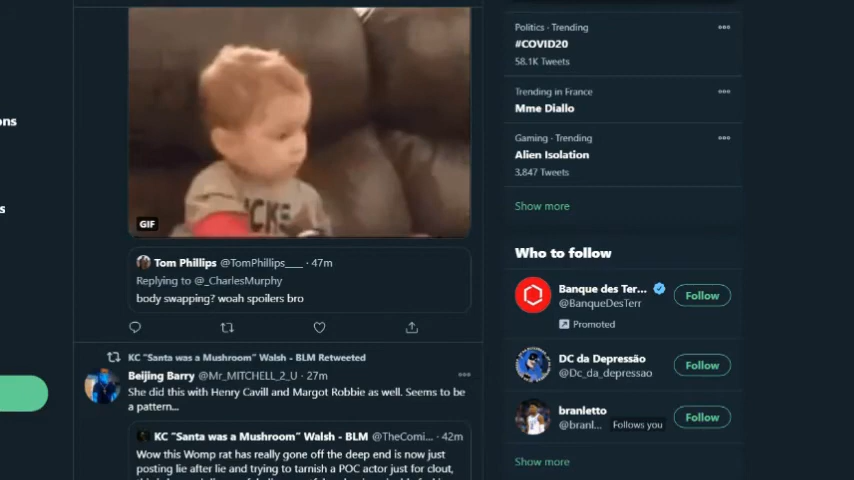 ons
s
CKE
GIF
Tom Phillips @TomPhillips___ · 47m
Replying to @_CharlesMurphy
body swapping? woah spoilers bro
KC "Santa was a Mushroom" Walsh - BLM Retweeted
Beijing Barry @Mr_MITCHELL_2_U · 27m
She did this with Henry Cavill and Margot Robbie as well. Seems to be
a pattern...
KC "Santa was a Mushroom" Walsh - BLM @TheComi... · 42m
Wow this Womp rat has really gone off the deep end is now just
posting lie after lie and trying to tarnish a POC actor just for clout,
Politics · Trending
#COVID20
58.1K Tweets
Trending in France
Mme Diallo
Gaming · Trending
Alien Isolation
3,847 Tweets
Show more
Who to follow
Banque des Ter...
@BanqueDesTerr
Follow
Promoted
DC da Depressão
@Dc_da_depressao
Follow
branletto
@branl... Follows you
Follow
Show more